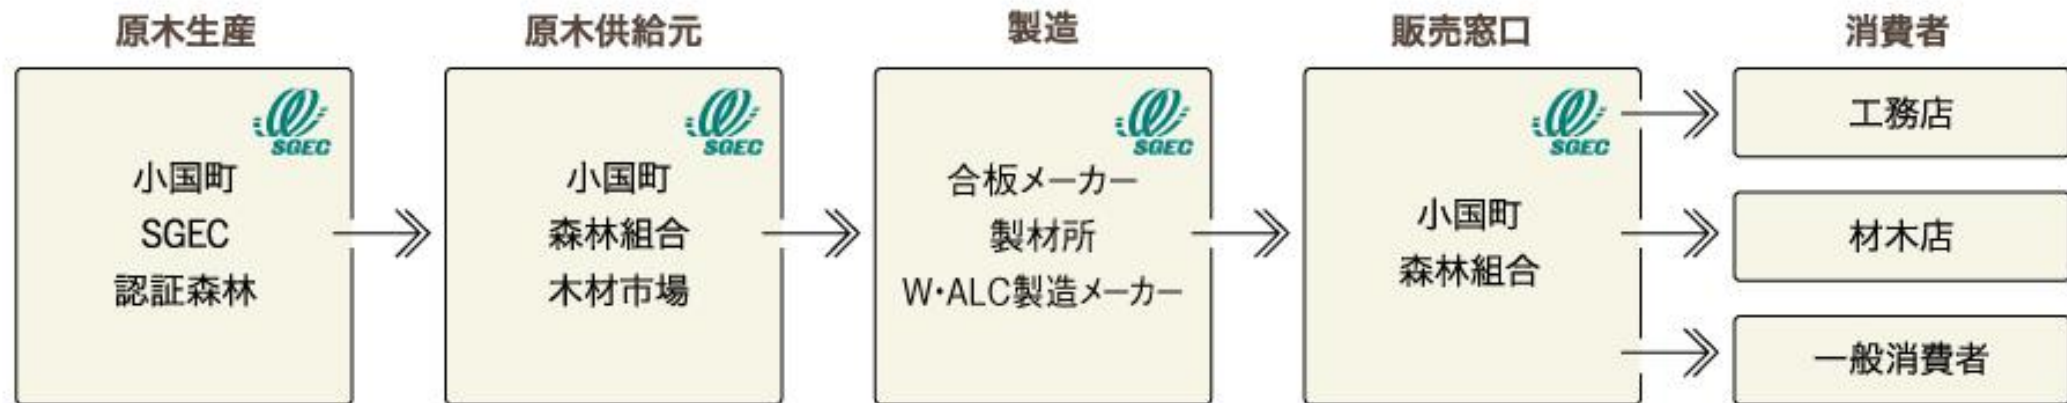 原木生産
SGEC
小国町
SGEC
認証森林
原木供給元
SGEC
小国町
森林組合
木材市場
製造
SGEC
合板メーカー
製材所
W・ALC製造メーカー
販売窓口
SGEC
小国町
森林組合
消費者
工務店
材木店
一般消費者